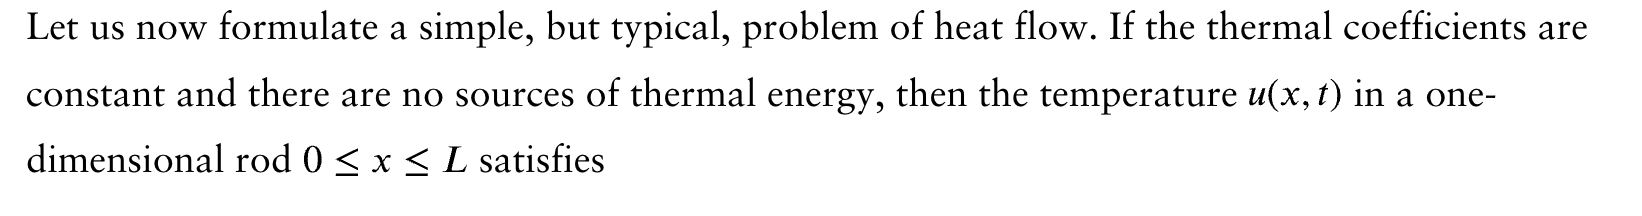 Let us now formulate a simple, but typical, problem of heat flow. If the thermal coefficients are
constant and there are no sources of thermal energy, then the temperature u(x, t) in a one-
dimensional rod 0 ≤ x ≤ L satisfies